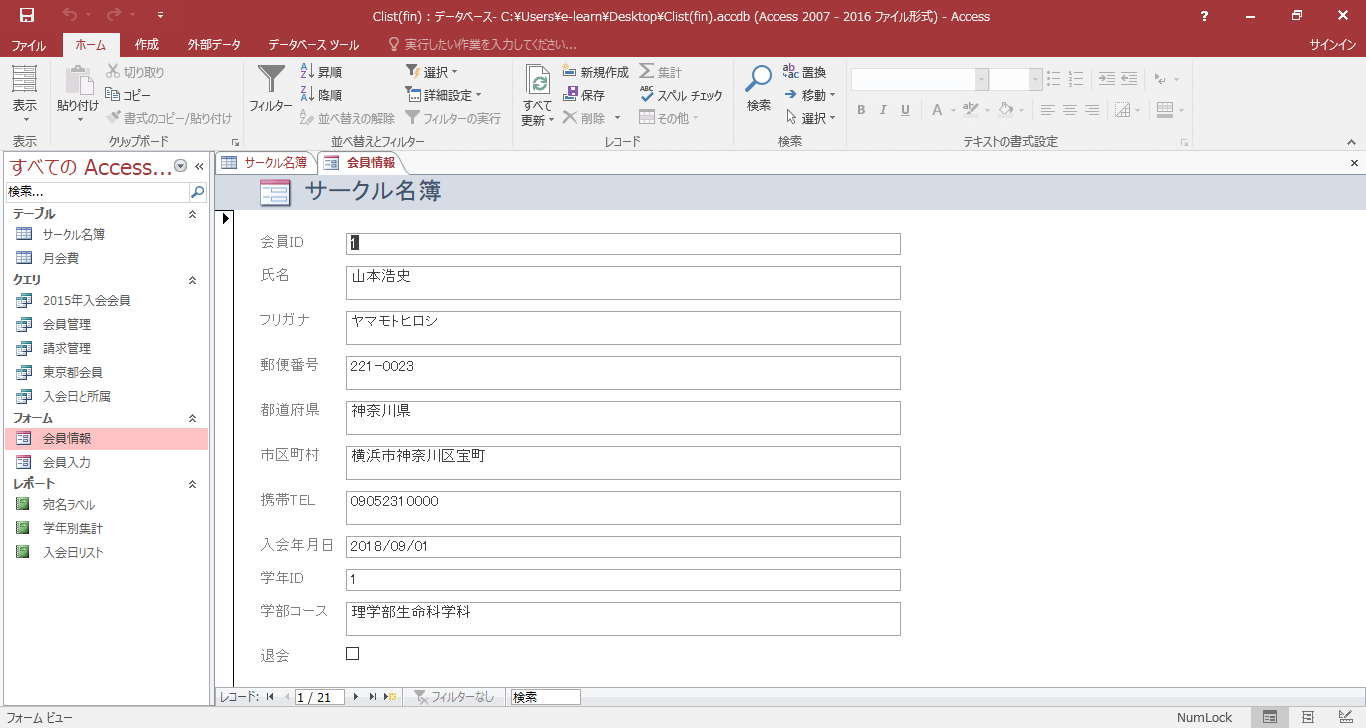 Clist(fin) : データベース- C:¥Users¥e-learn¥Desktop¥Clist(fin).accdb (Access 2007 - 2016 ファイル形式) - Access ?
ファイル ホーム 作成 外部データ データベース ツール 実行したい作業を入力してください... サインイン
表示
表示
貼り付け
切り取り
コピー
書式のコピー/貼り付け
クリップボード
フィルター
昇順
降順
並べ替えの解除
選択
詳細設定
フィルターの実行
並べ替えとフィルター
すべて
更新
新規作成
保存
削除
集計
スペル チェック
その他
レコード
検索
置換
移動
選択
検索
B I U A
テキストの書式設定
すべての Access...
検索...
テーブル
サークル名簿
月会費
クエリ
2015年入会会員
会員管理
請求管理
東京都会員
入会日と所属
フォーム
会員情報
会員入力
レポート
宛名ラベル
学年別集計
入会日リスト
サークル名簿 会員情報
サークル名簿
会員ID 1
氏名 山本浩史
フリガナ ヤマモトヒロシ
郵便番号 221-0023
都道府県 神奈川県
市区町村 横浜市神奈川区宝町
携帯TEL 09052310000
入会年月日 2018/09/01
学年ID 1
学部コース 理学部生命科学科
退会
レコード: 1 / 21 フィルターなし 検索
フォーム ビュー NumLock